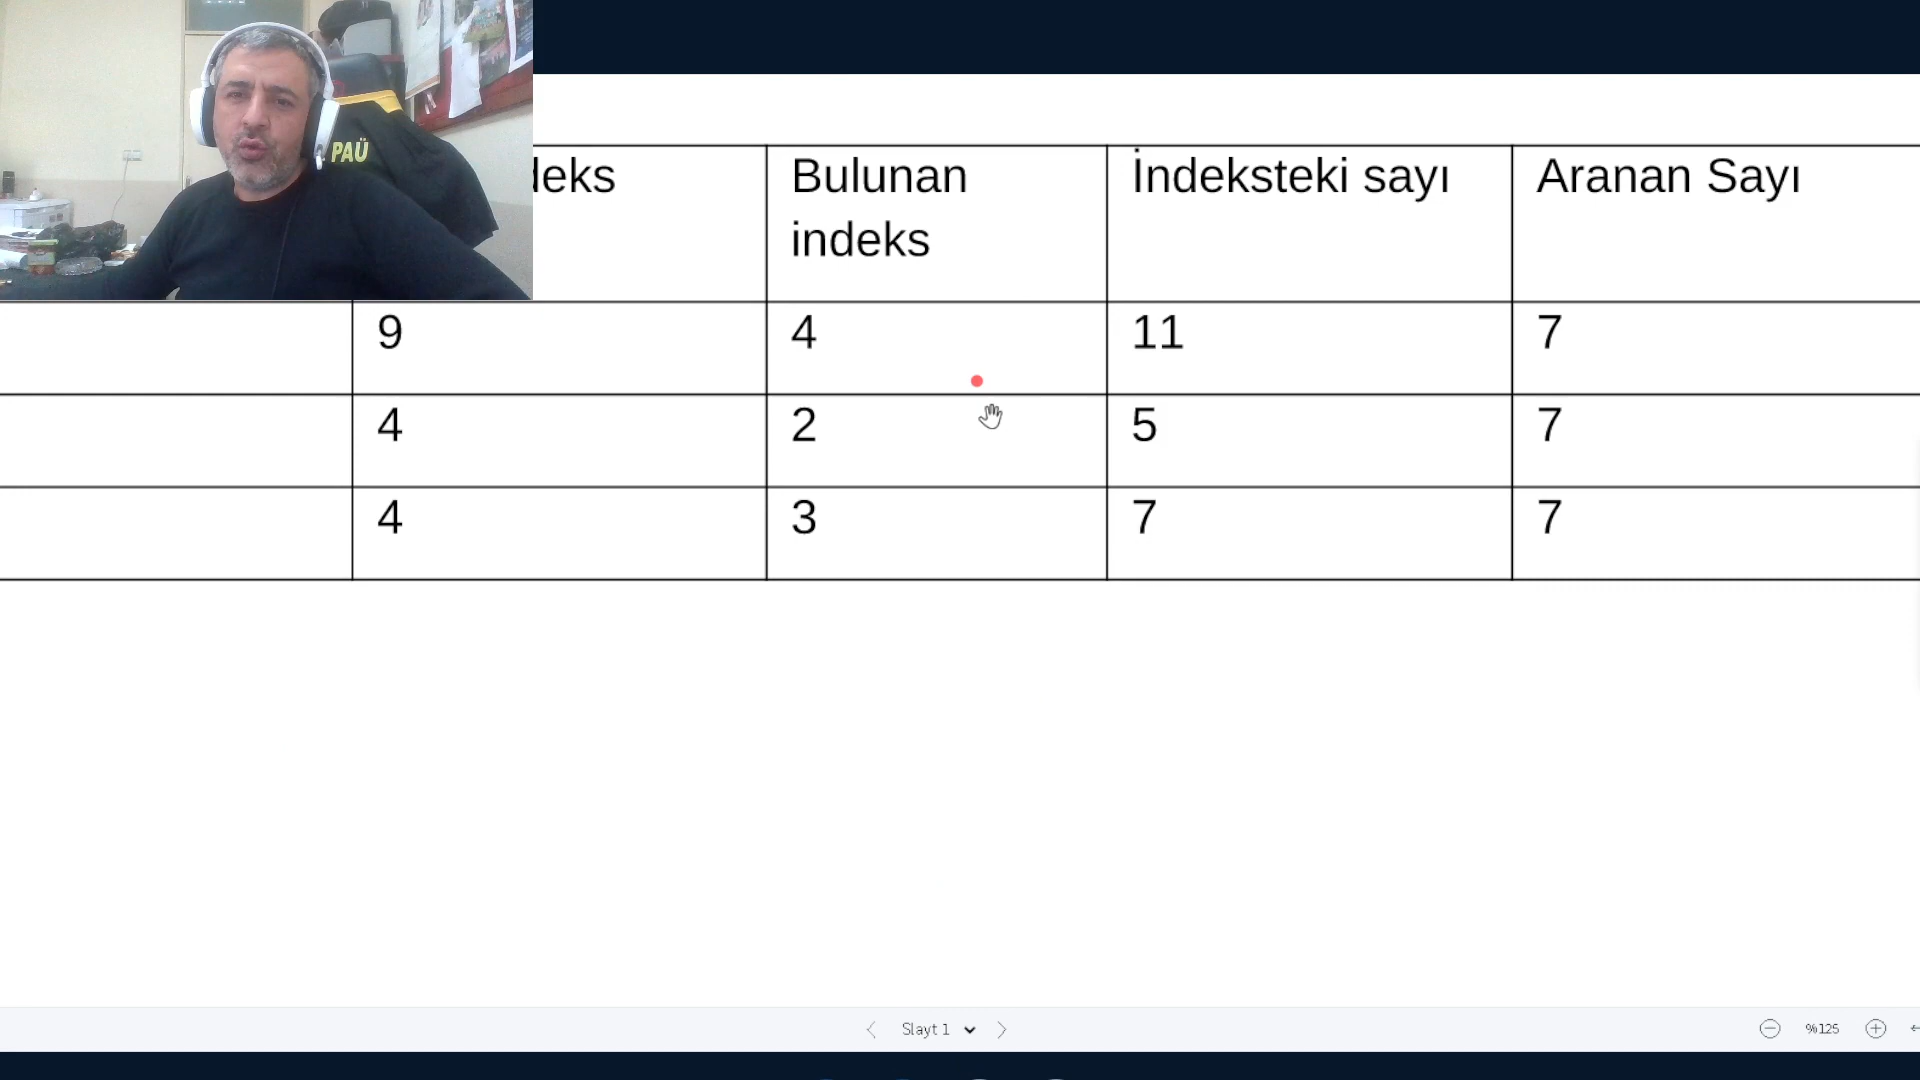 PAÜ
deks
Bulunan
indeks
İndeksteki sayı
Aranan Sayı
9
4
11
7
4
2
5
7
4
3
7
7
Slayt 1
%125